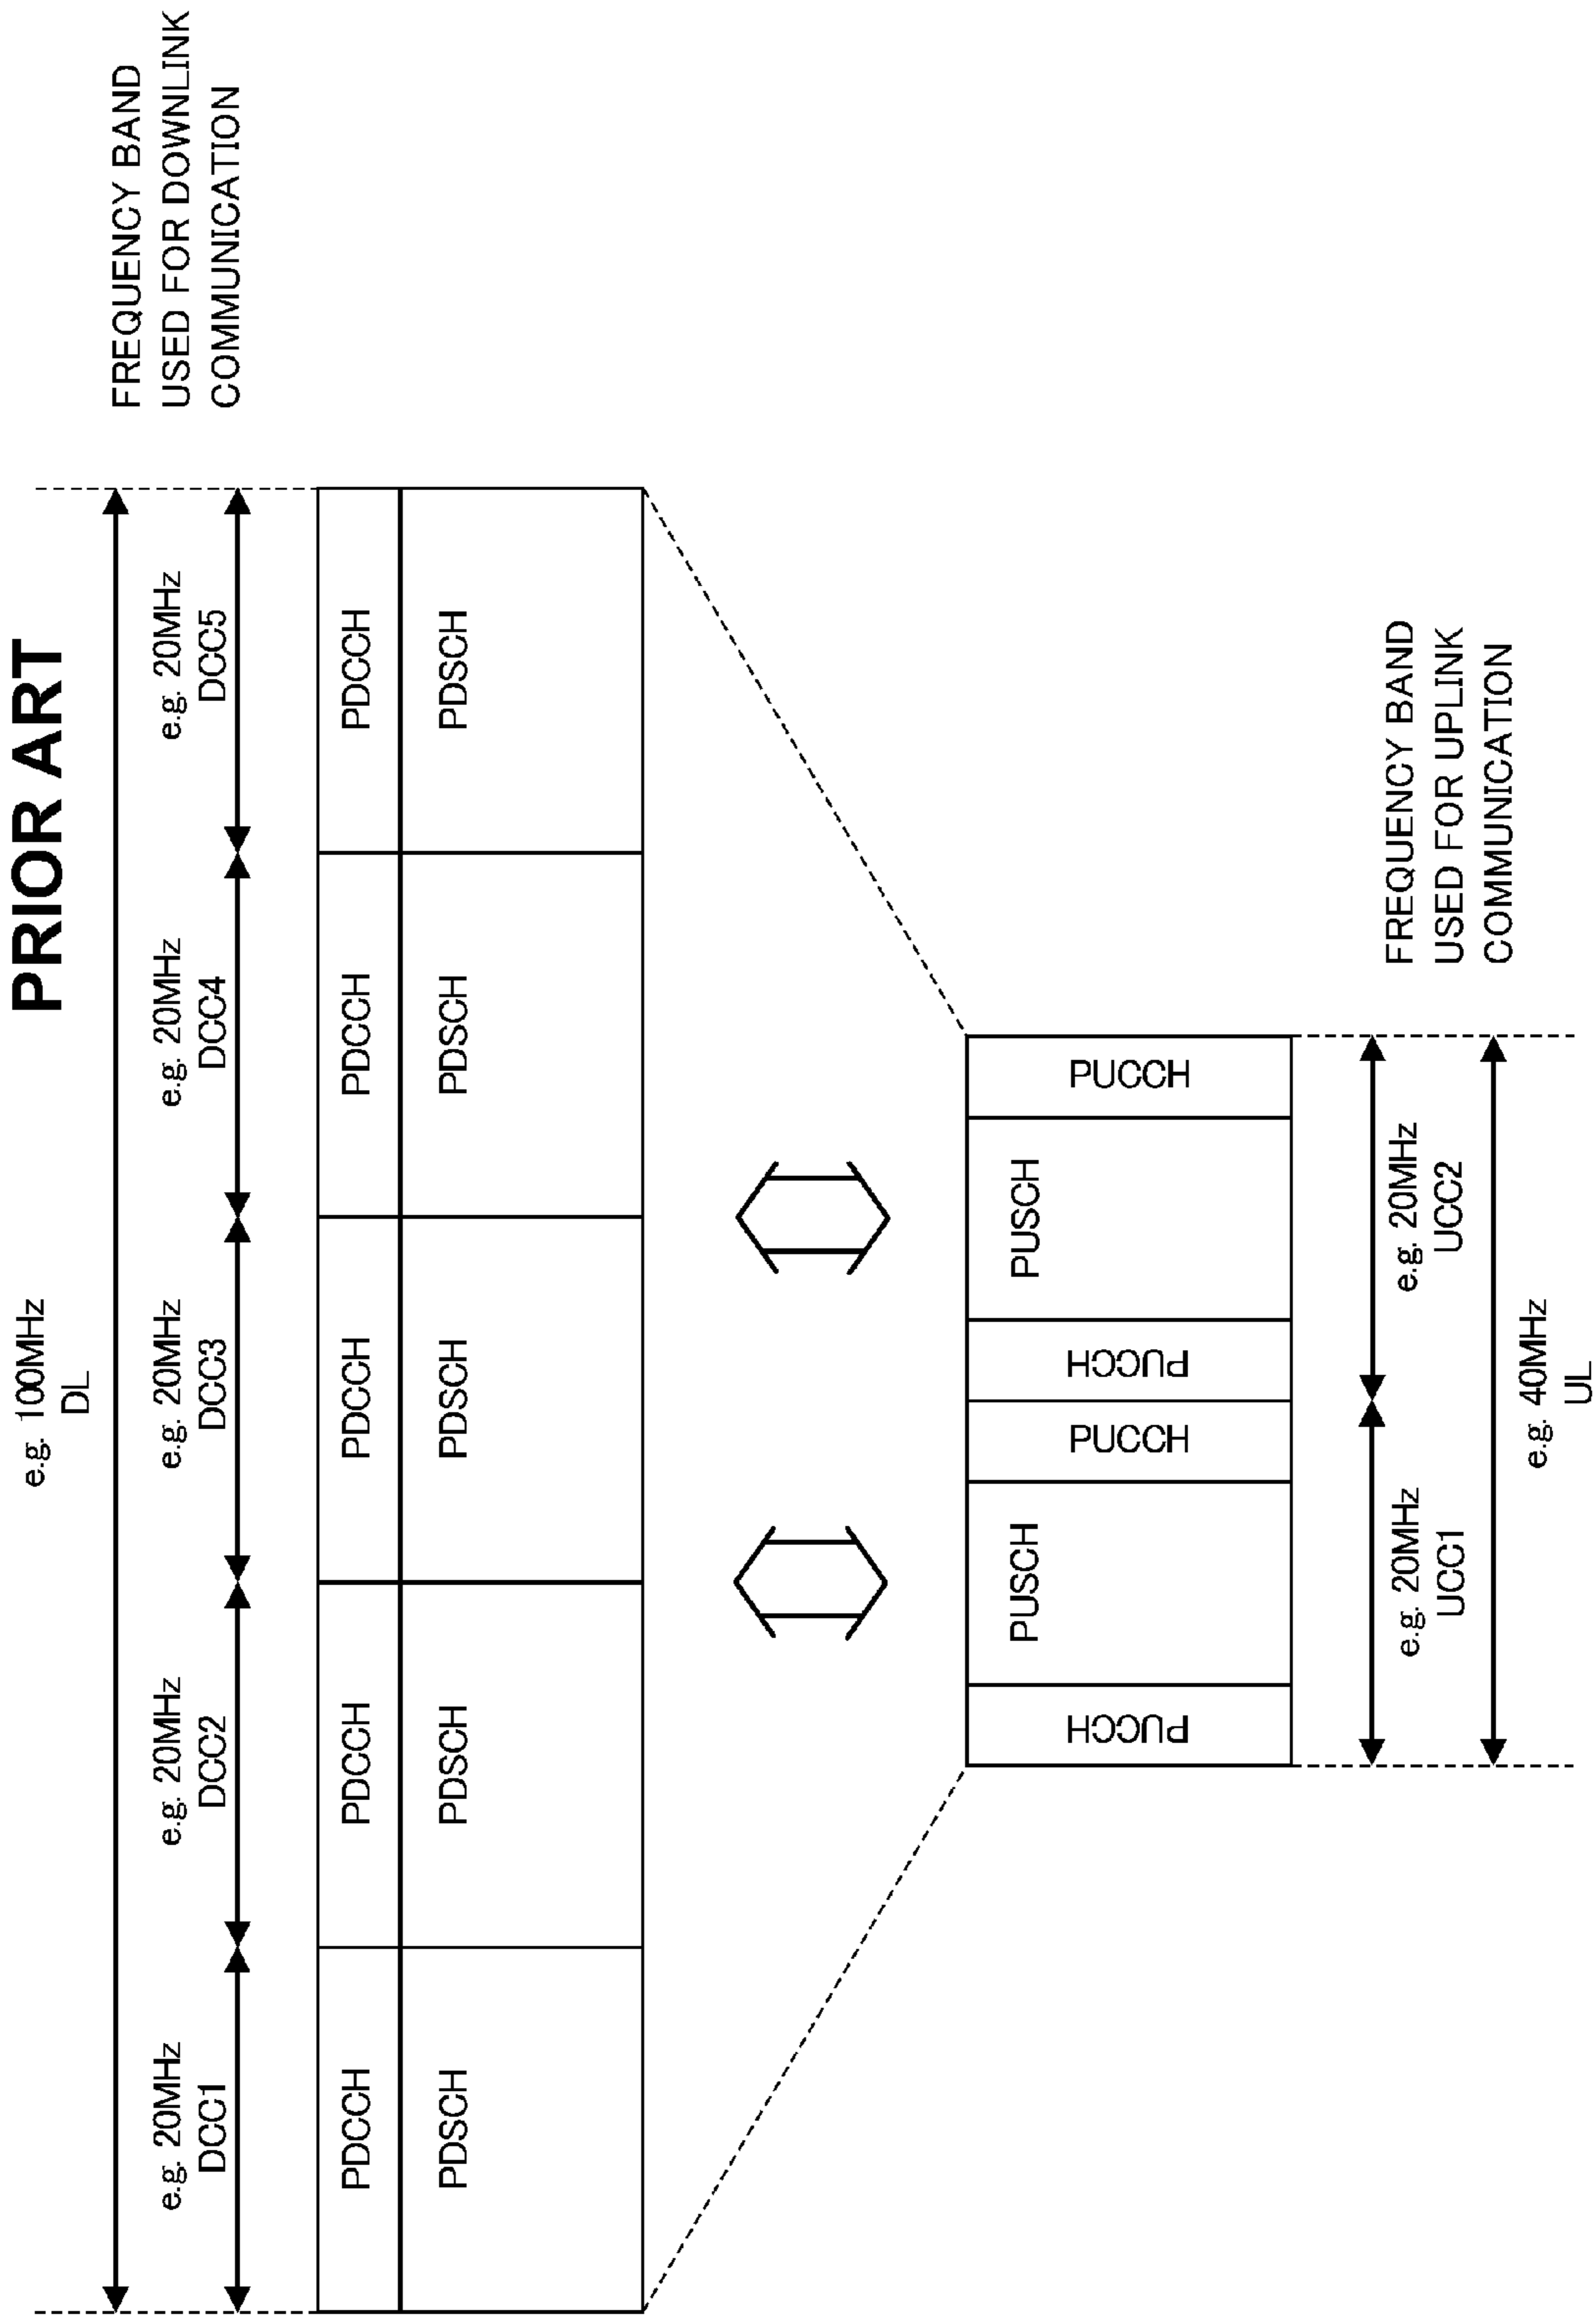 PRIOR ART
e.g. 100MHz
DL
FREQUENCY BAND
USED FOR DOWNLINK
COMMUNICATION
e.g. 20MHz
DCC1
e.g. 20MHz
DCC2
e.g. 20MHz
DCC3
e.g. 20MHz
DCC4
e.g. 20MHz
DCC5
PDCCH
PDCCH
PDCCH
PDCCH
PDCCH
PDSCH
PDSCH
PDSCH
PDSCH
PDSCH
PUCCH
PUSCH
PUCCH
PUCCH
PUSCH
PUCCH
e.g. 20MHz
UCC1
e.g. 20MHz
UCC2
e.g. 40MHz
UL
FREQUENCY BAND
USED FOR UPLINK
COMMUNICATION